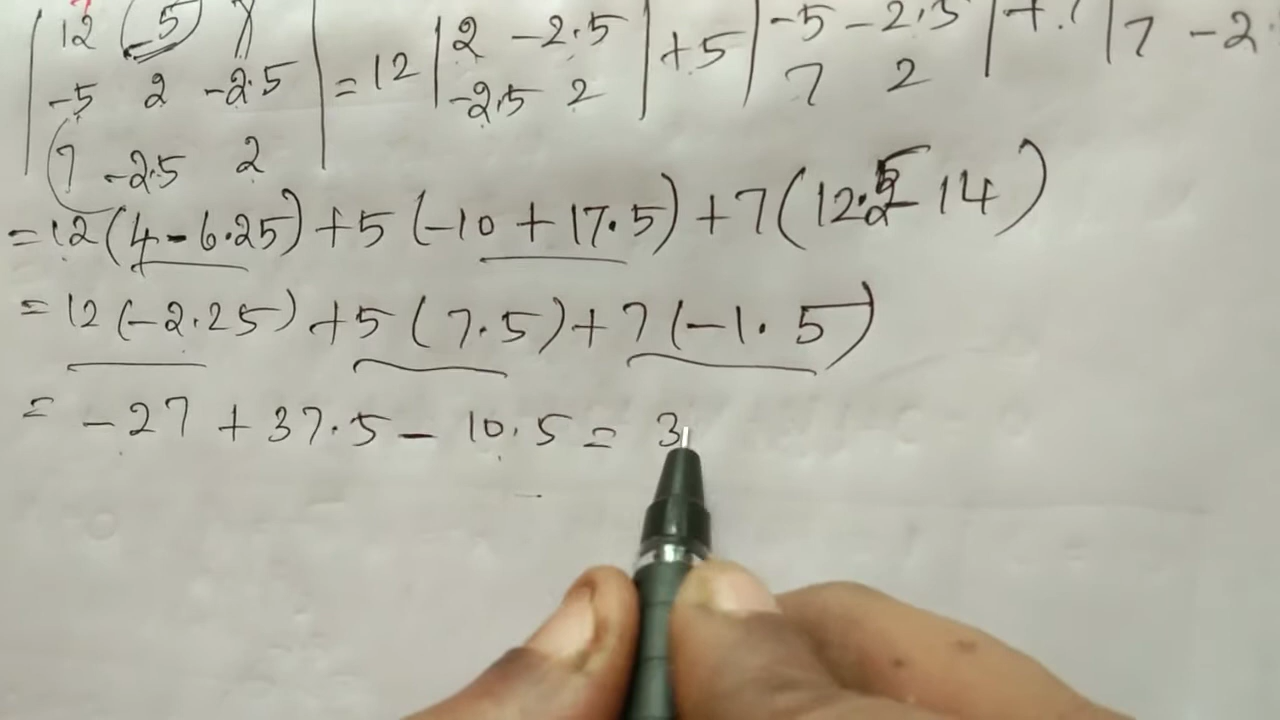 | 12 -5 7 |
| -5 2 -2.5 | = 12 | 2 -2.5 | + 5 | -5 -2.5 | + 7 | 7 -2
| 7 -2.5 2 | | -2.5 2 | | 7 2 |
= 12 (4 - 6.25) + 5 (-10 + 17.5) + 7 (12.5 - 14)
= 12 (-2.25) + 5 (7.5) + 7 (-1.5)
= -27 + 37.5 - 10.5 = 3